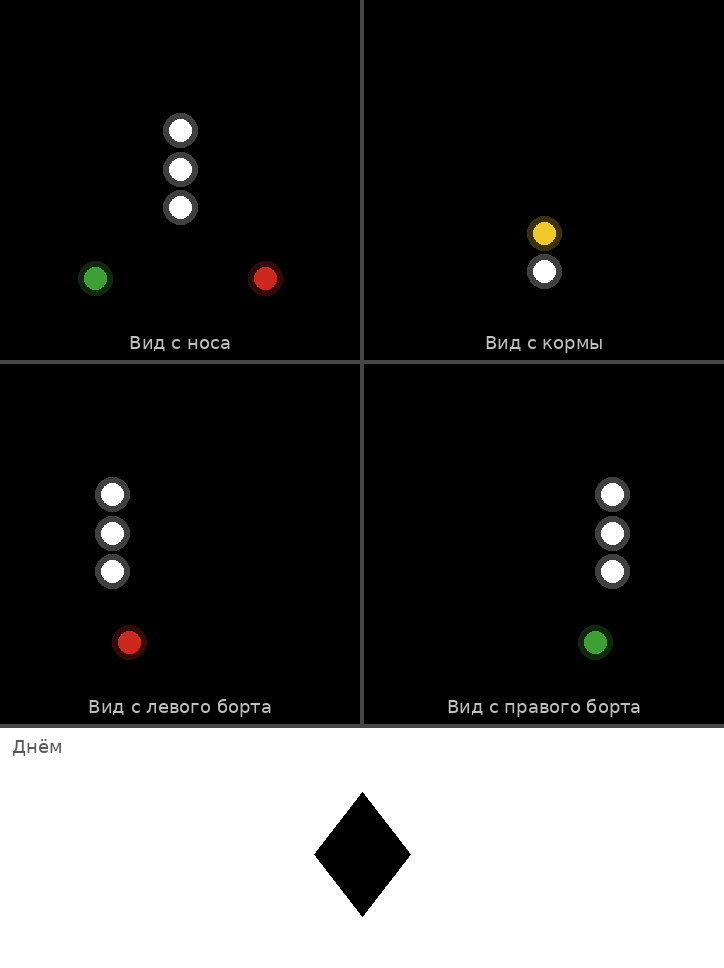 Вид с носа
Вид с кормы
Вид с левого борта
Вид с правого борта
Днём